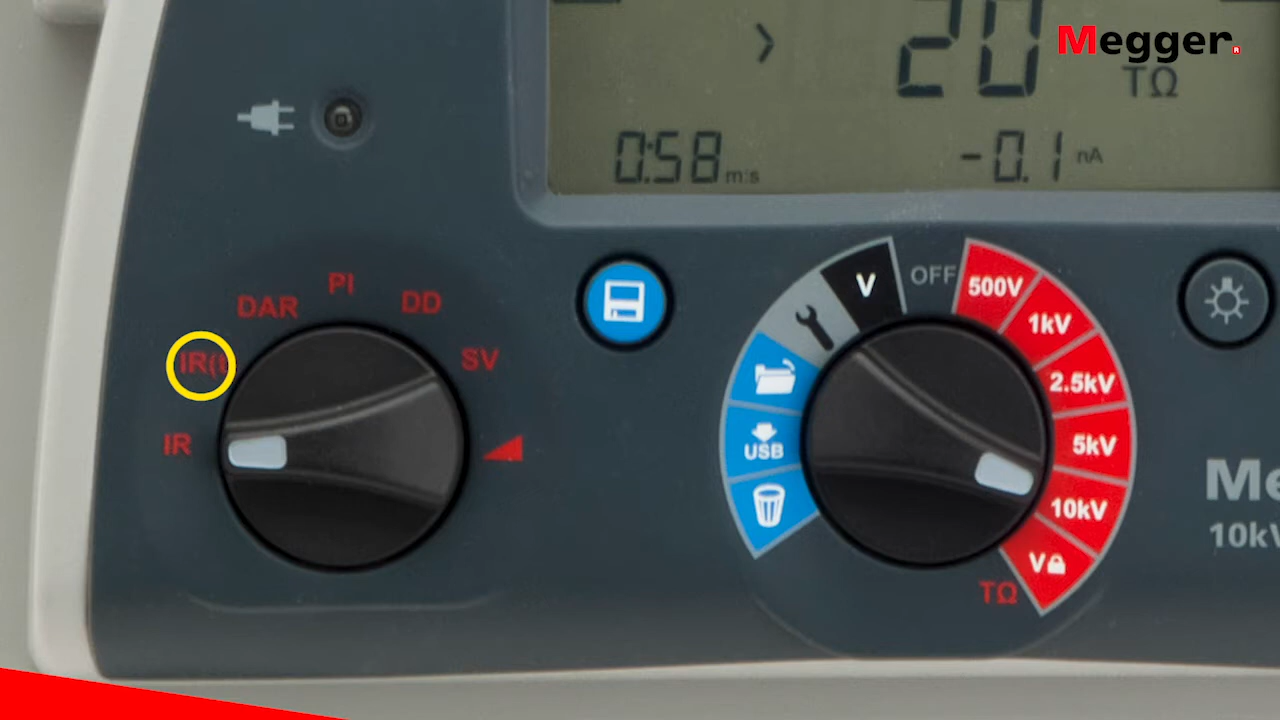 20
Megger
TΩ
0:58 m:s
-0.1 nA
PI
DAR
DD
IR(t
SV
IR
V
OFF
500V
1kV
2.5kV
USB
5kV
10kV
V
TΩ
Me
10kV